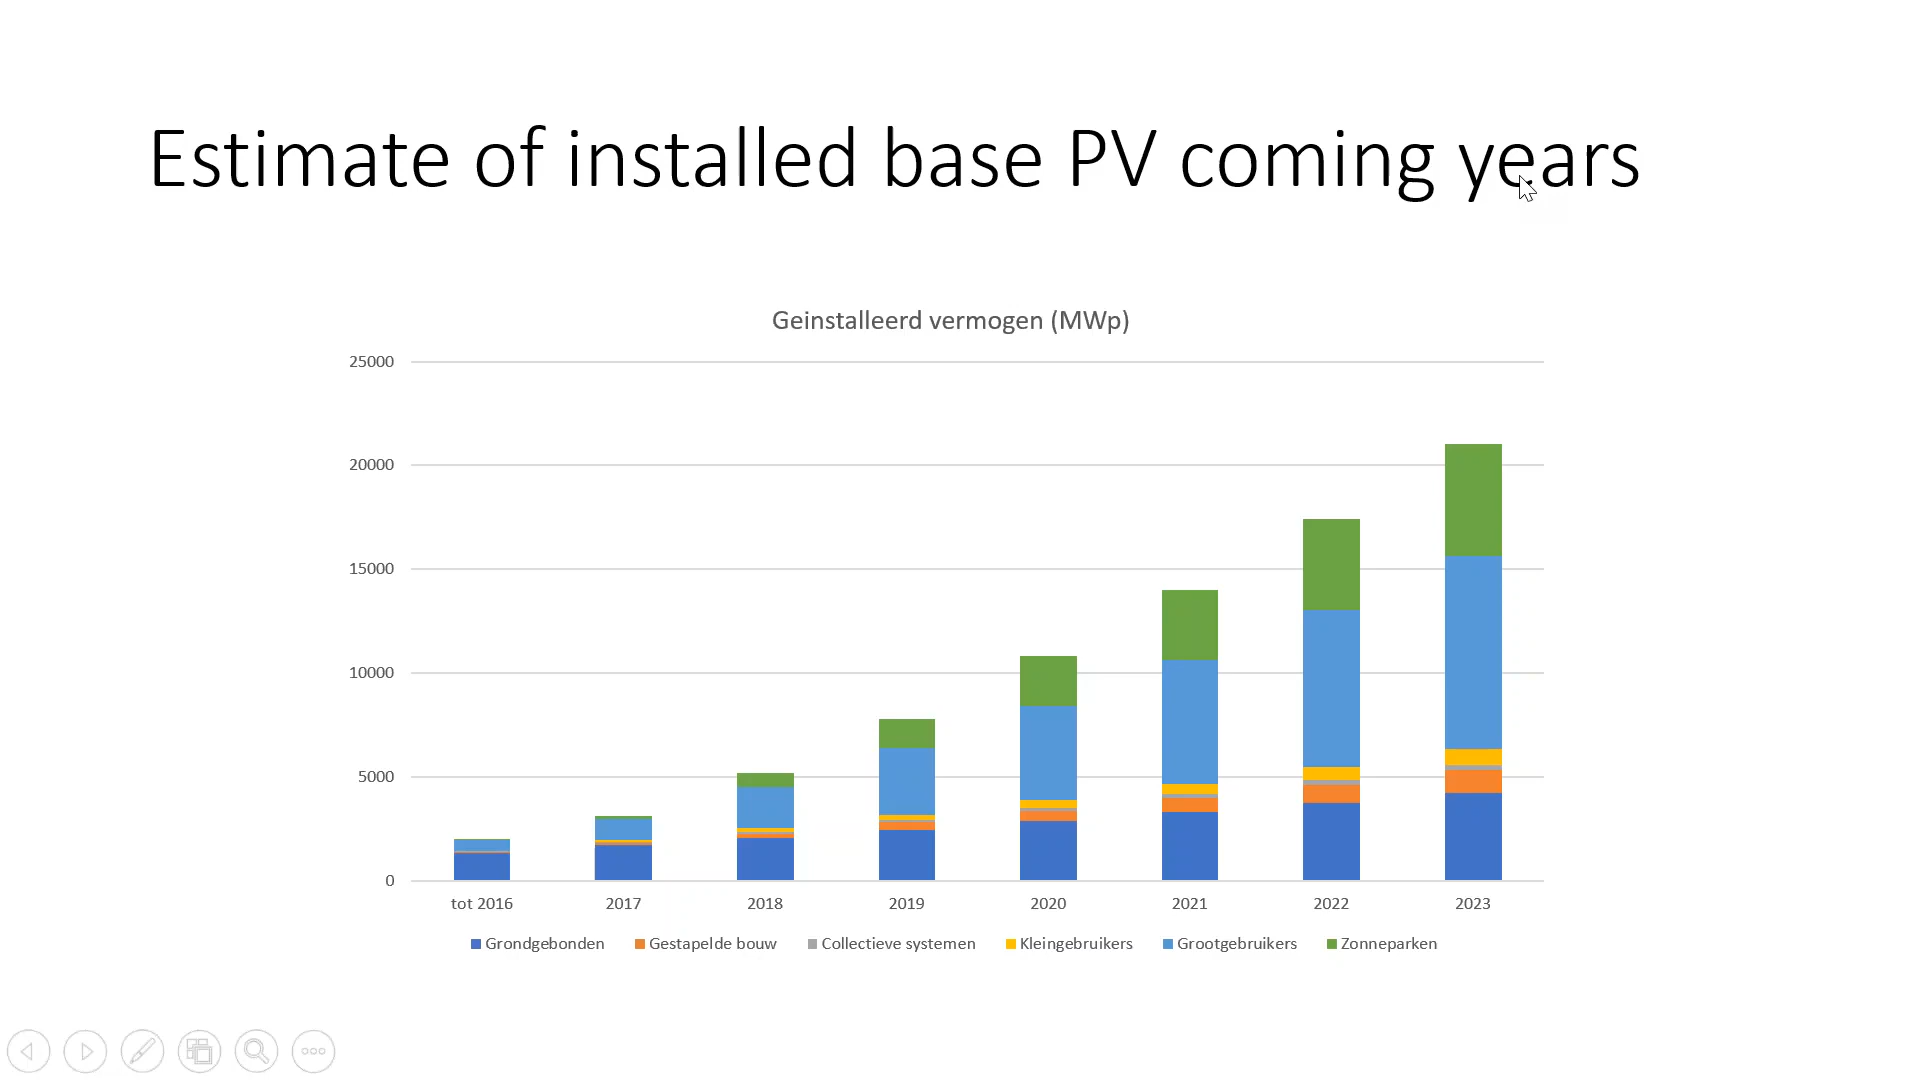 Estimate of installed base PV coming years
Geinstalleerd vermogen (MWp)
25000
20000
15000
10000
5000
0
tot 2016 2017 2018 2019 2020 2021 2022 2023
Grondgebonden Gestapelde bouw Collectieve systemen Kleingebruikers Grootgebruikers Zonneparken